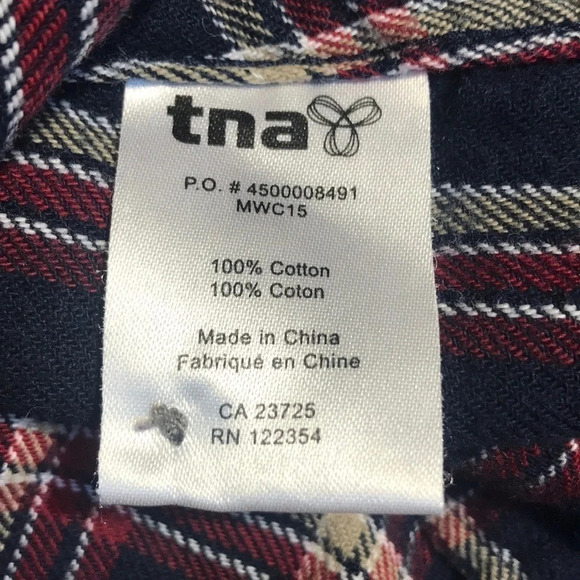 tna
P.O. # 4500008491
MWC15
100% Cotton
100% Coton
Made in China
Fabriqué en Chine
CA 23725
RN 122354